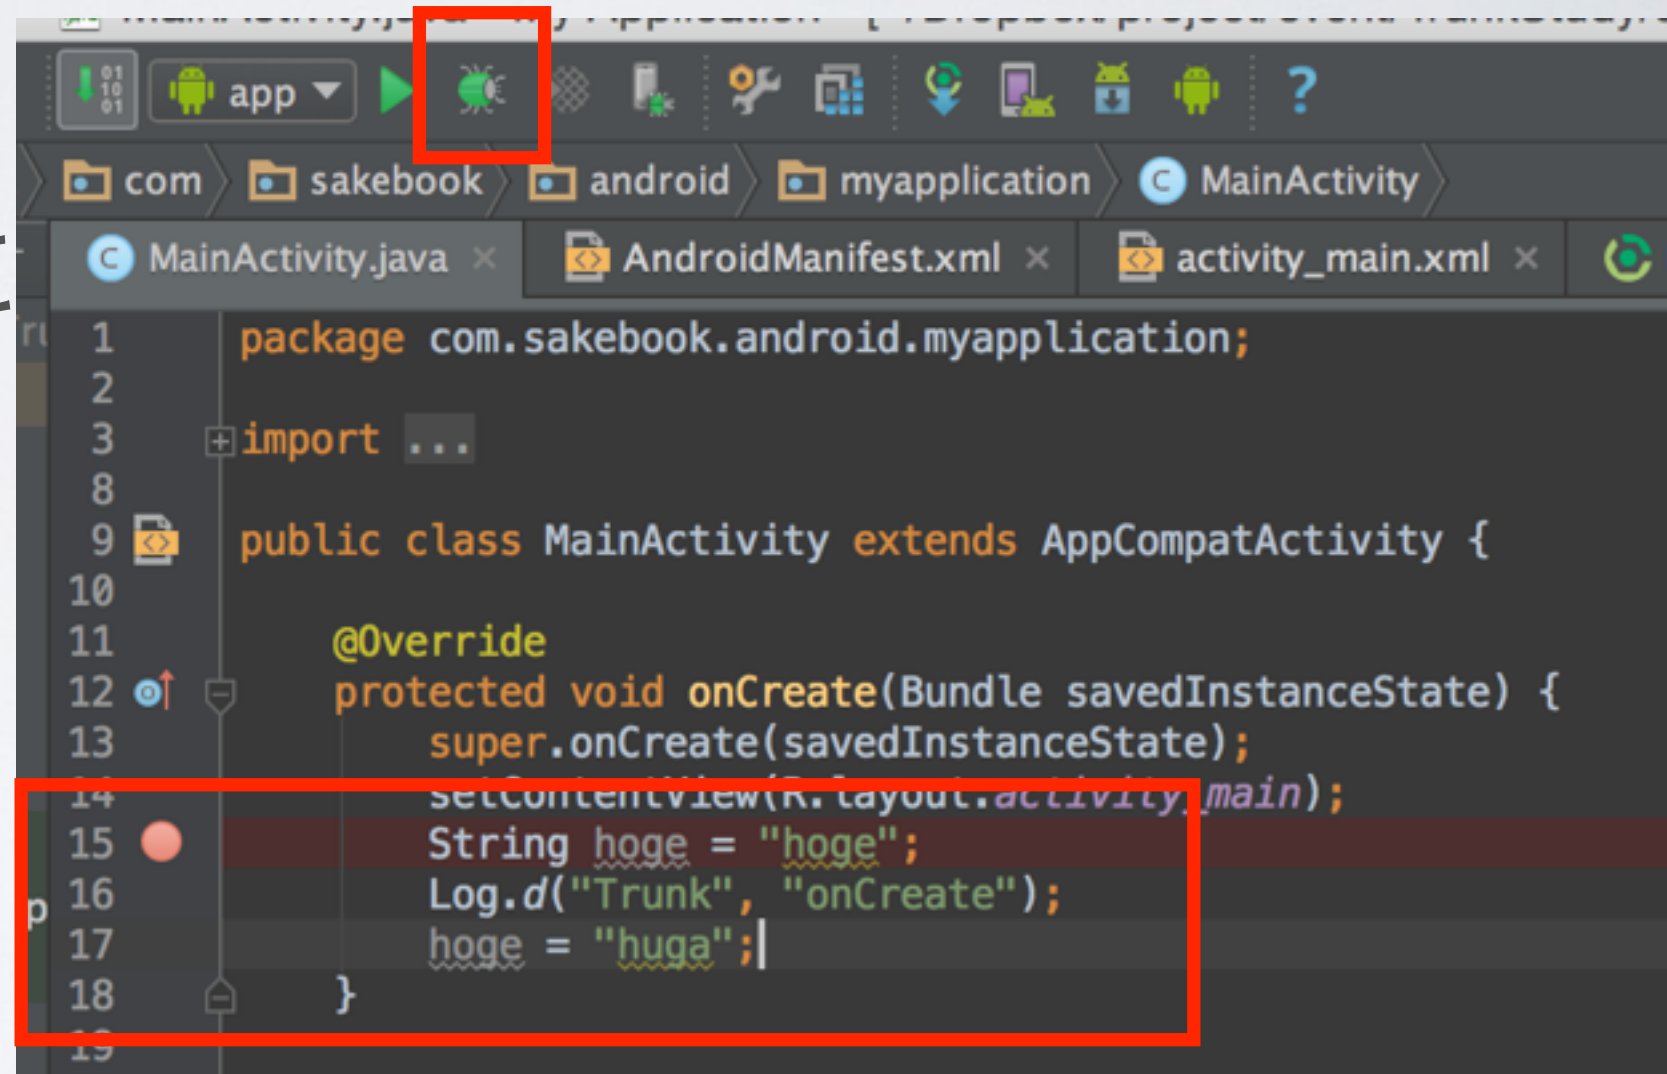 app
?
com sakebook android myapplication C MainActivity
C MainActivity.java × AndroidManifest.xml × activity_main.xml ×
1 package com.sakebook.android.myapplication;
2
3 import ...
8
9 public class MainActivity extends AppCompatActivity {
10
11 @Override
12 protected void onCreate(Bundle savedInstanceState) {
13 super.onCreate(savedInstanceState);
14 setContentView(R.layout.activity_main);
15 String hoge = "hoge";
16 Log.d("Trunk", "onCreate");
17 hoge = "huga";
18 }
19